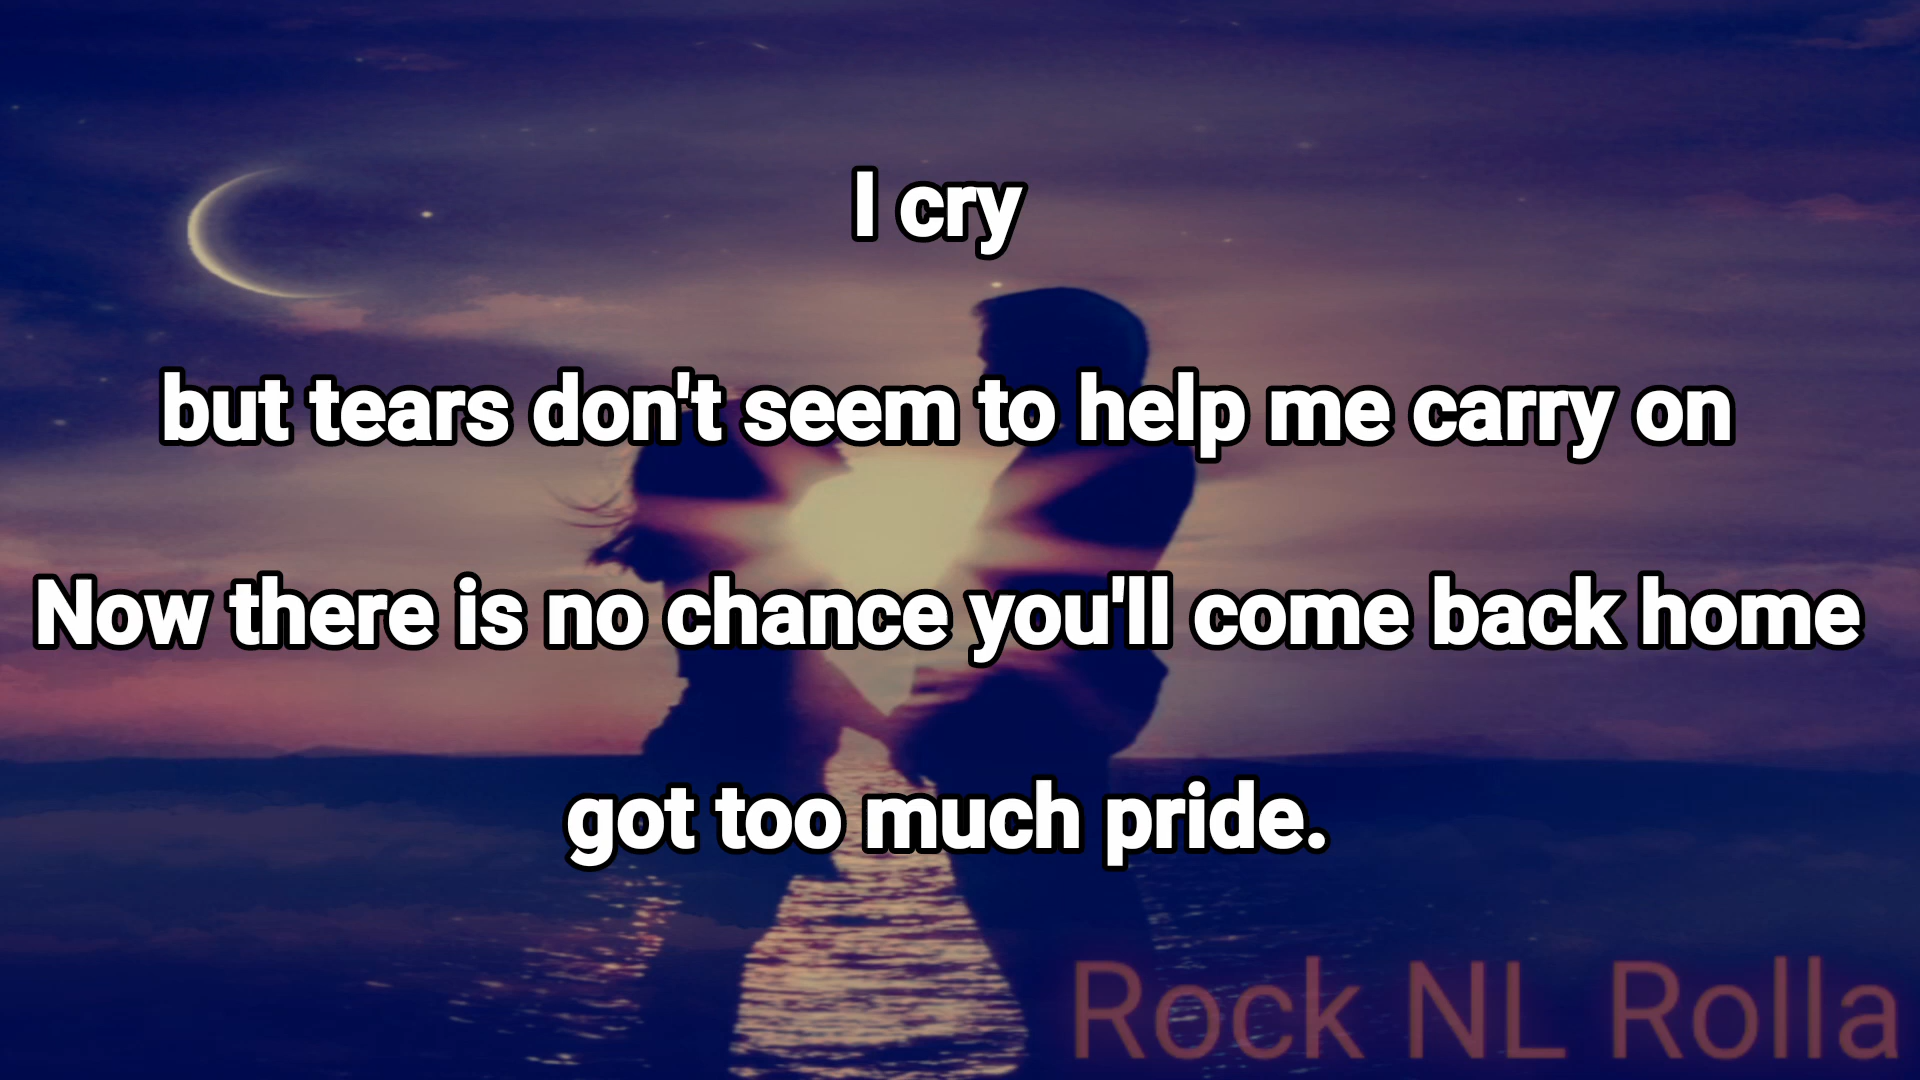 I cry
but tears don't seem to help me carry on
Now there is no chance you'll come back home
got too much pride.
Rock NL Rolla